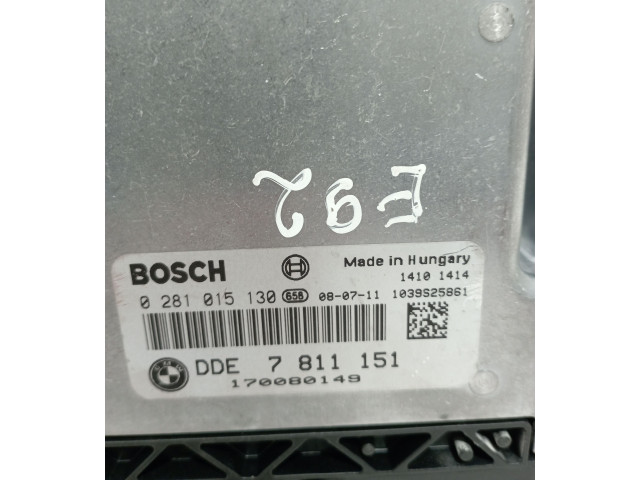 E92
BOSCH Made in Hungary
1410 1414
0 281 015 130 658 08-07-11 1039S25861
DDE 7 811 151
170080149